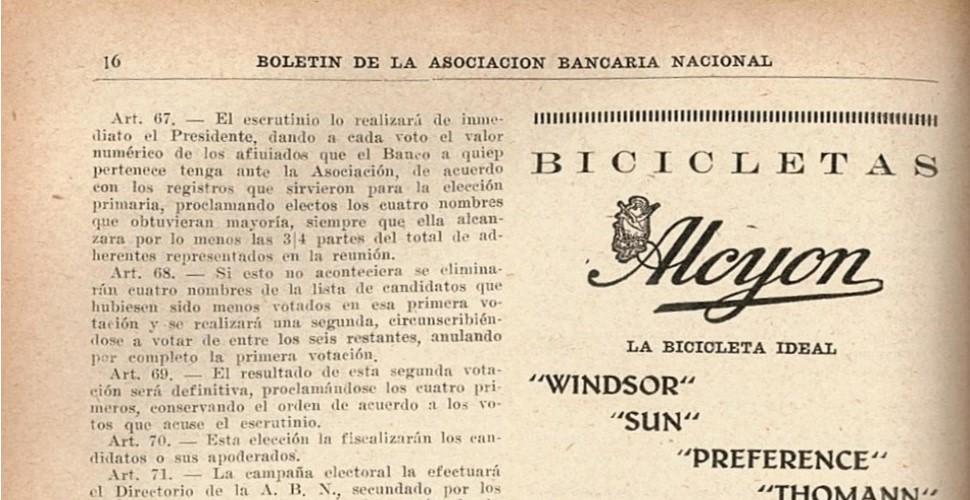 16
BOLETIN DE LA ASOCIACION BANCARIA NACIONAL
Art. 67. — El escrutinio lo realizará de inme-
diato el Presidente, dando a cada voto el valor
numérico de los afiuiados que el Banco a quiep
pertenece tenga ante la Asociación, de acuerdo
con los registros que sirvieron para la elección
primaria, proclamando electos los cuatro nombres
que obtuvieran mayoría, siempre que ella alcan-
zara por lo menos las 3|4 partes del total de ad-
herentes representados en la reunión.
Art. 68. — Si esto no aconteciera se elimina-
rán cuatro nombres de la lista de candidatos que
hubiesen sido menos votados en esa primera vo-
tación y se realizará una segunda, circunscribién-
dose a votar de entre los seis restantes, anulando
por completo la primera votación.
Art. 69. — El resultado de esta segunda vota-
ción será definitiva, proclamándose los cuatro pri-
meros, conservando el orden de acuerdo a los vo-
tos que acuse el escrutinio.
Art. 70. — Esta elección la fiscalizarán los can-
didatos o sus apoderados.
Art. 71. — La campaña electoral la efectuará
el Directorio de la A. B. N., secundado por los
BICICLETAS
Alcyon
LA BICICLETA IDEAL
"WINDSOR"
"SUN"
"PREFERENCE"
"THOMANN"